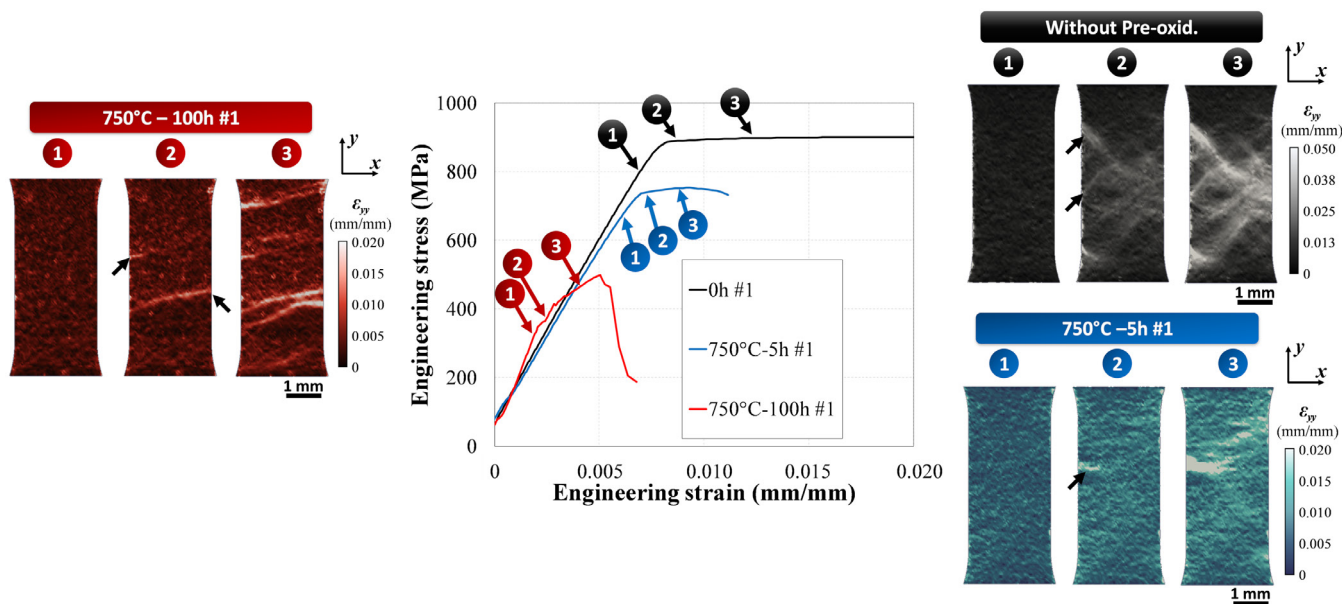 750°C – 100h #1
1
2
3
y
x
εyy
(mm/mm)
0.020
0.015
0.010
0.005
0
1 mm
Engineering stress (MPa)
1000
800
600
400
200
0
0
0.005
0.010
0.015
0.020
Engineering strain (mm/mm)
1
2
3
1
2
3
1
2
3
0h #1
750°C-5h #1
750°C-100h #1
Without Pre-oxid.
1
2
3
y
x
εyy
(mm/mm)
0.050
0.038
0.025
0.013
0
1 mm
750°C –5h #1
1
2
3
y
x
εyy
(mm/mm)
0.020
0.015
0.010
0.005
0
1 mm